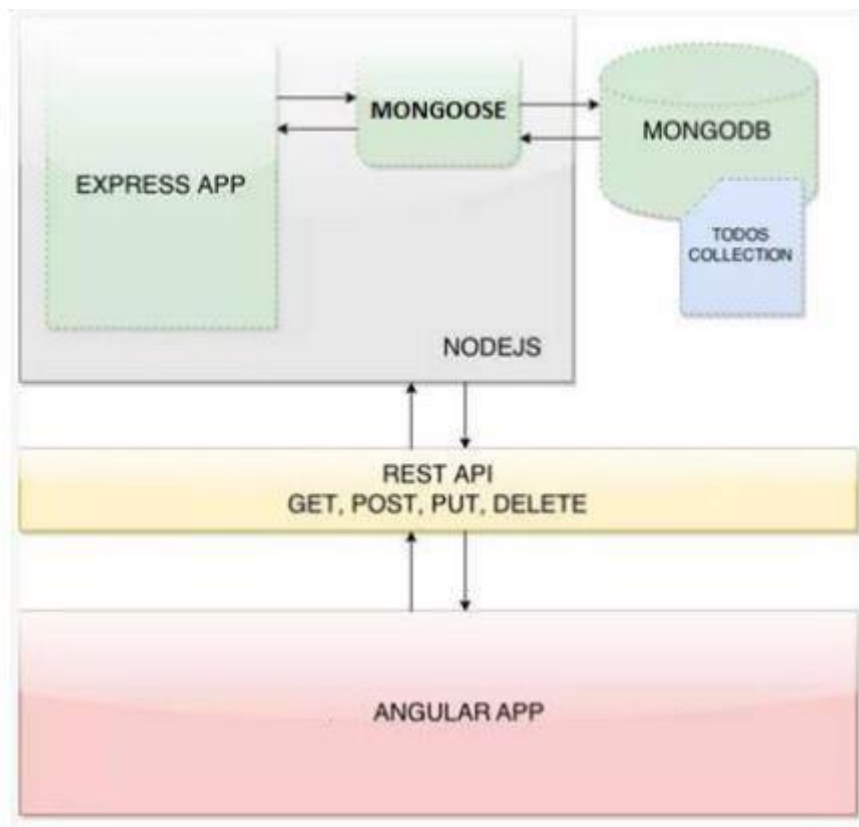 EXPRESS APP
MONGOOSE
MONGODB
TODOS
COLLECTION
NODEJS
REST API
GET, POST, PUT, DELETE
ANGULAR APP